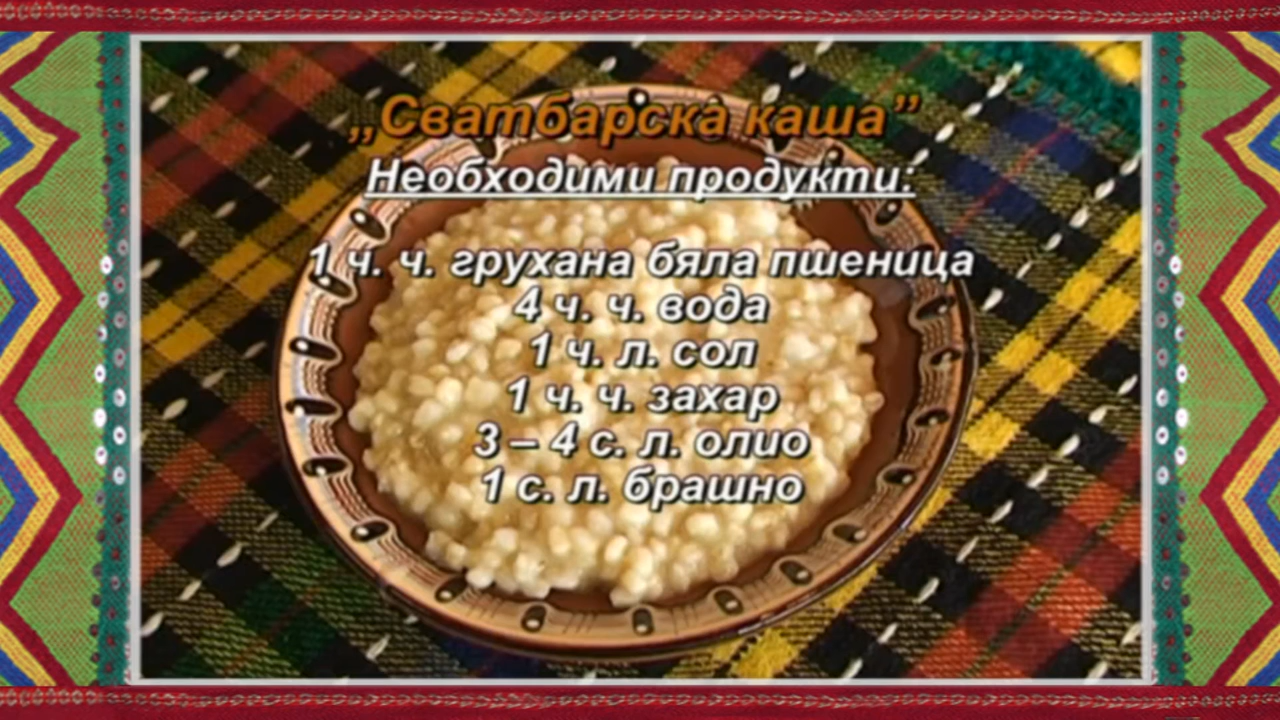 „Сватбарска каша”
Необходими продукти:
1 ч. ч. грухана бяла пшеница
4 ч. ч. вода
1 ч. л. сол
1 ч. ч. захар
3 – 4 с. л. олио
1 с. л. брашно